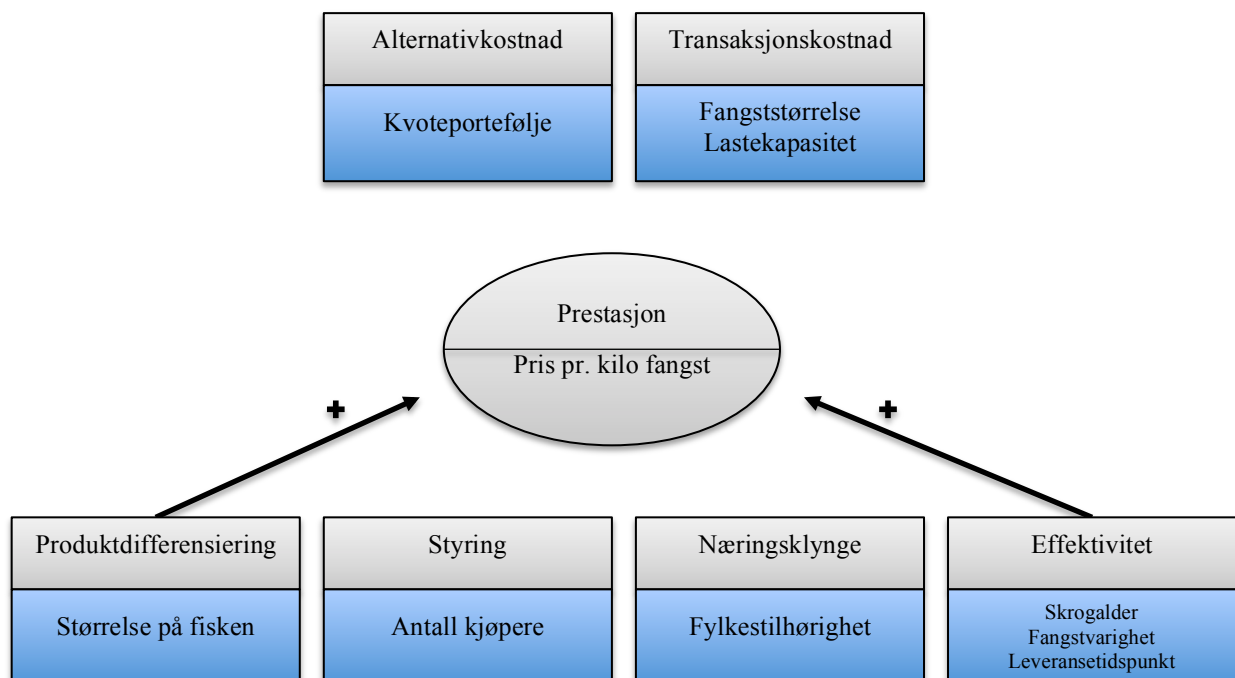 Alternativkostnad
Kvoteportefølje
Transaksjonskostnad
Fangststørrelse
Lastekapasitet
Prestasjon
Pris pr. kilo fangst
+
+
Produktdifferensiering
Størrelse på fisken
Styring
Antall kjøpere
Næringsklynge
Fylkestilhørighet
Effektivitet
Skrogalder
Fangstvarighet
Leveransetidspunkt